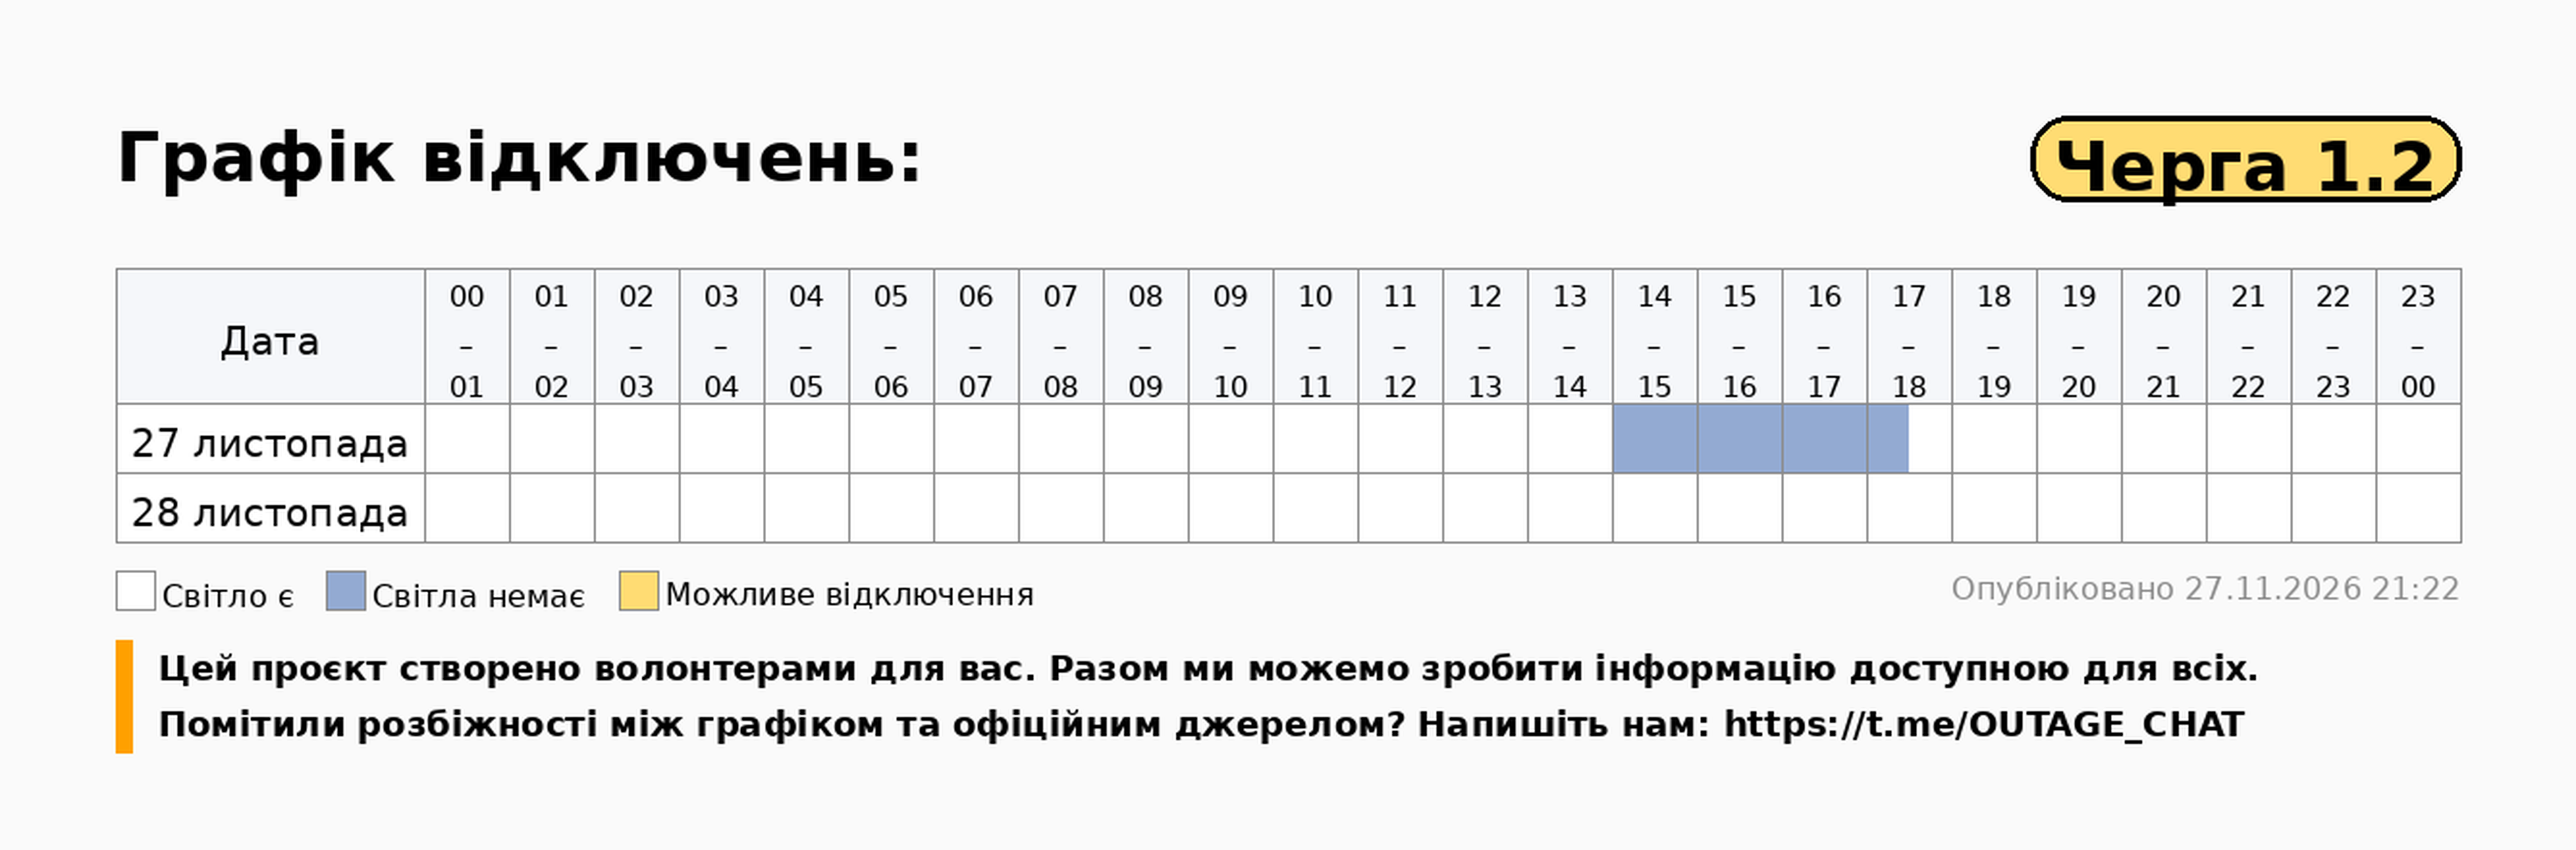 Графік відключень:
Черга 1.2
Дата
00 – 01
01 – 02
02 – 03
03 – 04
04 – 05
05 – 06
06 – 07
07 – 08
08 – 09
09 – 10
10 – 11
11 – 12
12 – 13
13 – 14
14 – 15
15 – 16
16 – 17
17 – 18
18 – 19
19 – 20
20 – 21
21 – 22
22 – 23
23 – 00
27 листопада
28 листопада
Світло є
Світла немає
Можливе відключення
Опубліковано 27.11.2026 21:22
Цей проєкт створено волонтерами для вас. Разом ми можемо зробити інформацію доступною для всіх.
Помітили розбіжності між графіком та офіційним джерелом? Напишіть нам: https://t.me/OUTAGE_CHAT